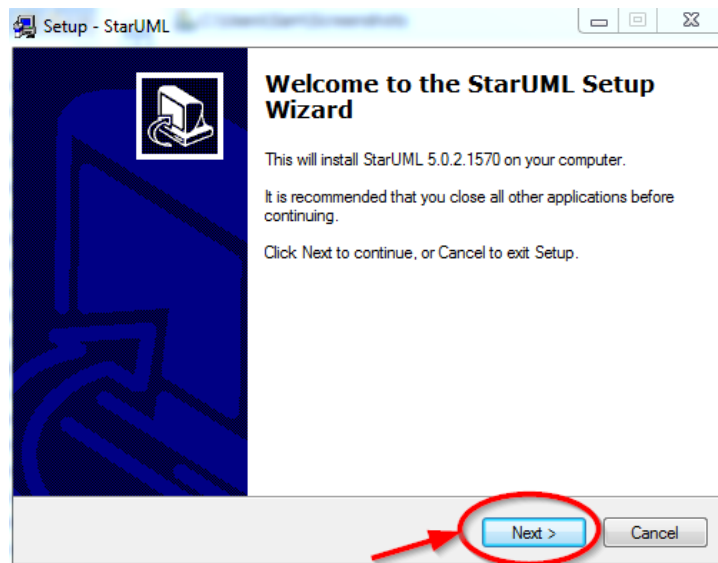 Setup - StarUML
Welcome to the StarUML Setup
Wizard
This will install StarUML 5.0.2.1570 on your computer.
It is recommended that you close all other applications before
continuing.
Click Next to continue, or Cancel to exit Setup.
Next >
Cancel